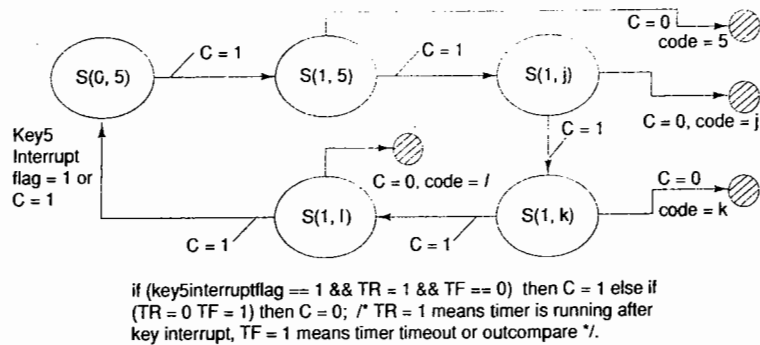 C = 0
code = 5
C = 1
C = 1
S(0, 5)
S(1, 5)
S(1, j)
C = 0, code = j
C = 1
Key5
Interrupt
flag = 1 or
C = 1
C = 0, code = l
C = 0
code = k
S(1, l)
S(1, k)
C = 1
C = 1
if (key5interruptflag == 1 && TR = 1 && TF == 0) then C = 1 else if
(TR = 0 TF = 1) then C = 0; /* TR = 1 means timer is running after
key interrupt, TF = 1 means timer timeout or outcompare */.